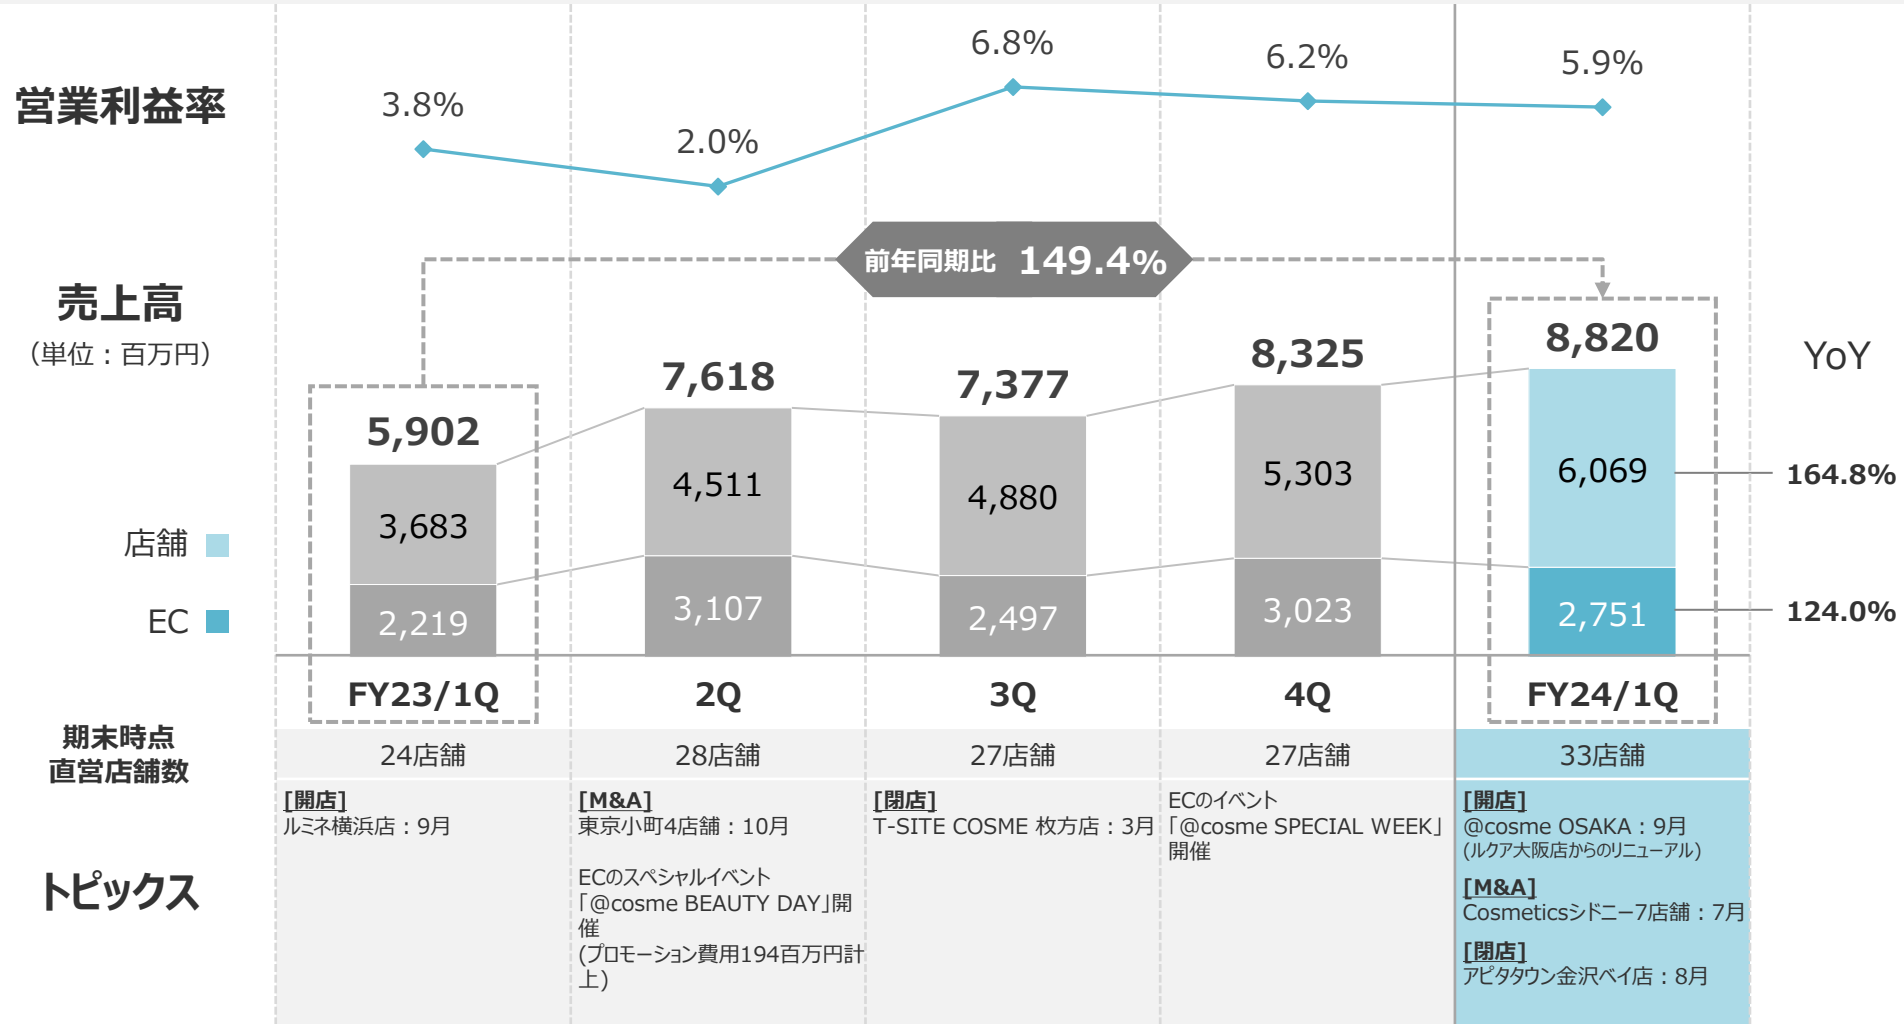 営業利益率
3.8%
2.0%
6.8%
6.2%
5.9%
前年同期比 149.4%
売上高
（単位：百万円）
YoY
5,902
7,618
7,377
8,325
8,820
3,683
4,511
4,880
5,303
6,069
164.8%
店舗
EC
2,219
3,107
2,497
3,023
2,751
124.0%
FY23/1Q
2Q
3Q
4Q
FY24/1Q
期末時点
直営店舗数
24店舗
28店舗
27店舗
27店舗
33店舗
トピックス
[開店]
ルミネ横浜店：9月
[M&A]
東京小町4店舗：10月
ECのスペシャルイベント
「@cosme BEAUTY DAY」開
催
(プロモーション費用194百万円計
上)
[閉店]
T-SITE COSME 枚方店：3月
ECのイベント
「@cosme SPECIAL WEEK」
開催
[開店]
@cosme OSAKA：9月
(ルクア大阪店からのリニューアル)
[M&A]
Cosmeticsシドニー7店舗：7月
[閉店]
アピタタウン金沢ベイ店：8月